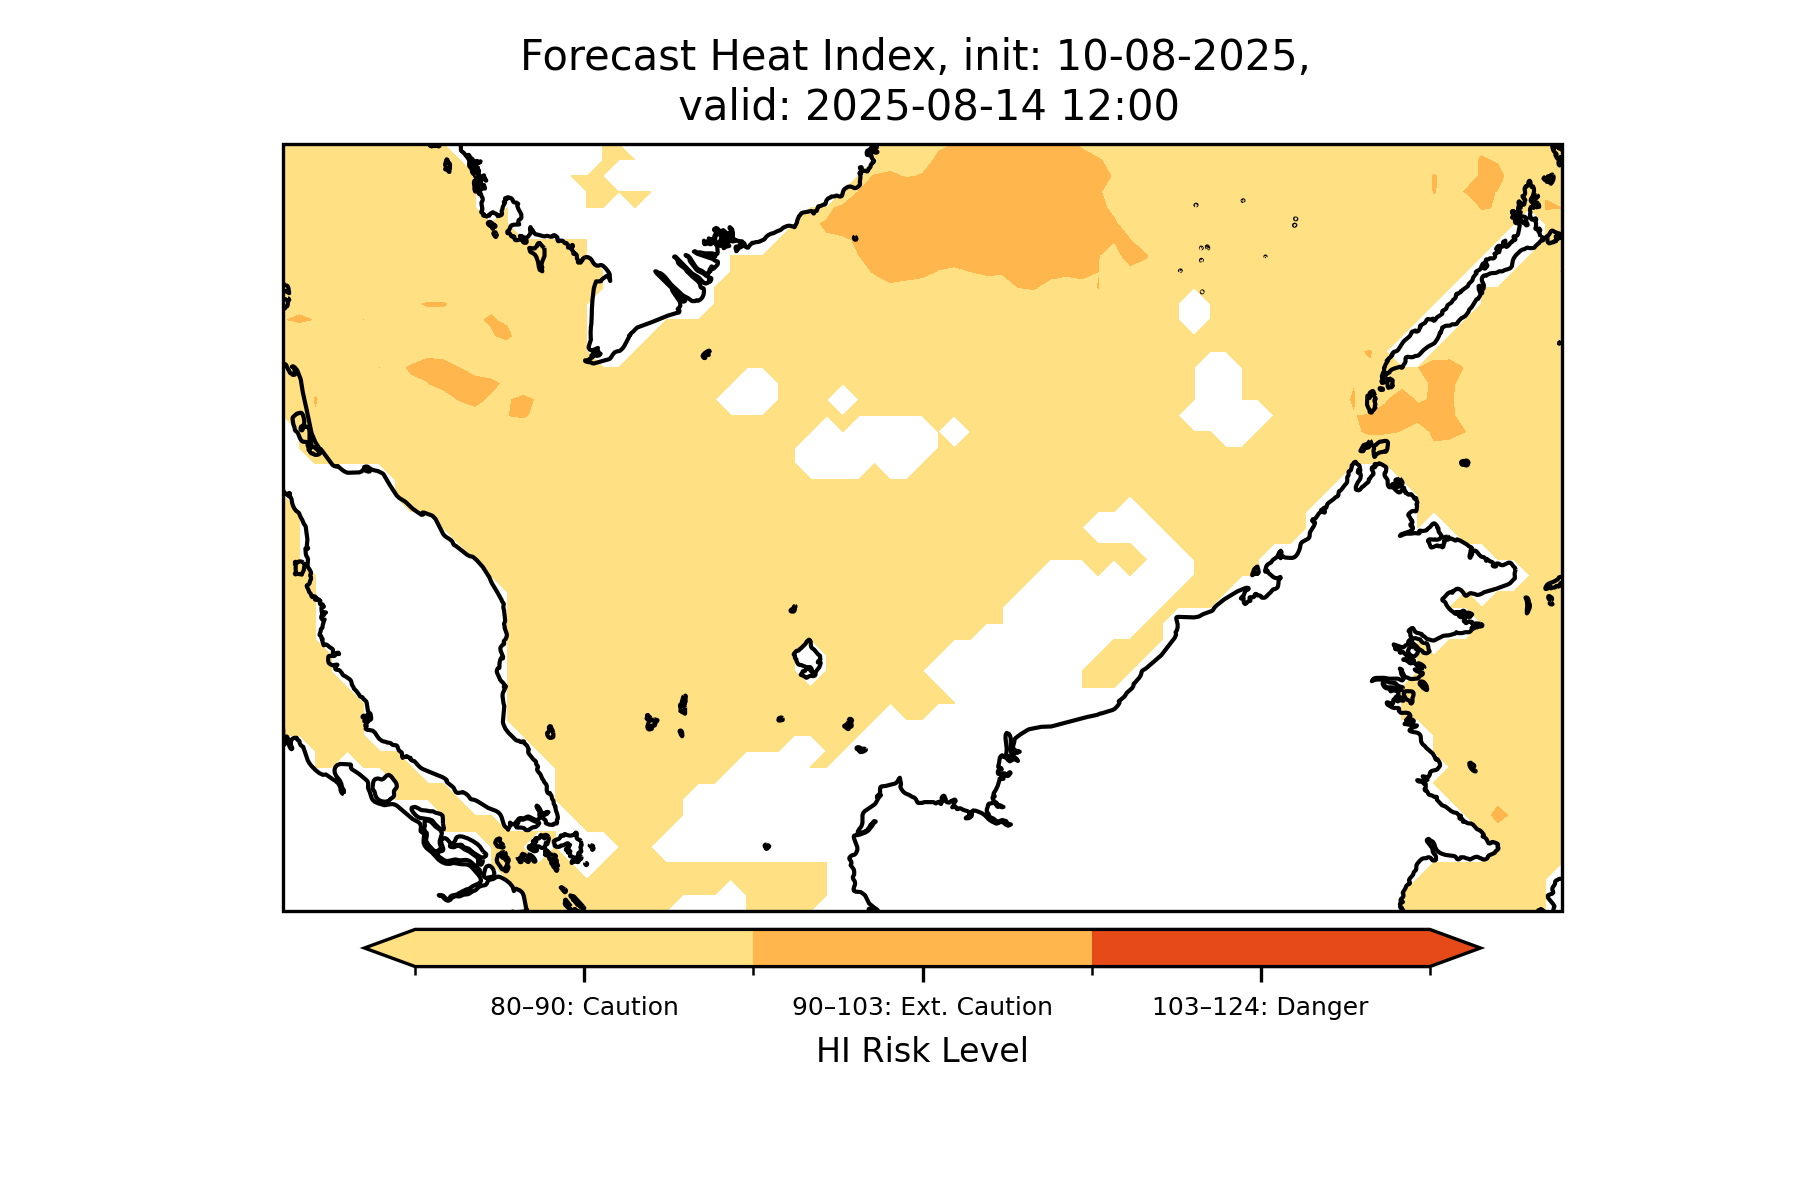 Forecast Heat Index, init: 10-08-2025,
valid: 2025-08-14 12:00
80–90: Caution
90–103: Ext. Caution
103–124: Danger
HI Risk Level